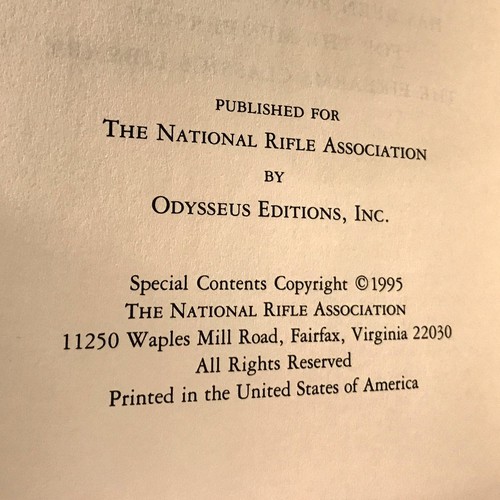 PUBLISHED FOR
THE NATIONAL RIFLE ASSOCIATION
BY
ODYSSEUS EDITIONS, INC.
Special Contents Copyright ©1995
THE NATIONAL RIFLE ASSOCIATION
11250 Waples Mill Road, Fairfax, Virginia 22030
All Rights Reserved
Printed in the United States of America